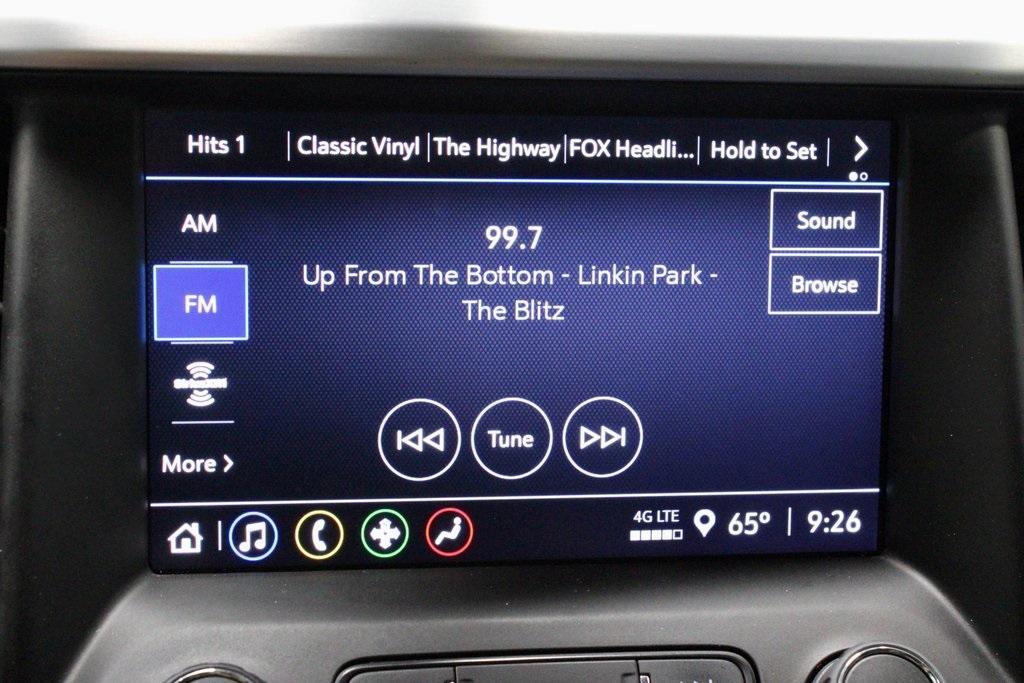 Hits 1 Classic Vinyl The Highway FOX Headli... Hold to Set
AM
99.7
Sound
Up From The Bottom - Linkin Park -
The Blitz
Browse
FM
SiriusXM
Tune
More
4G LTE
65° 9:26